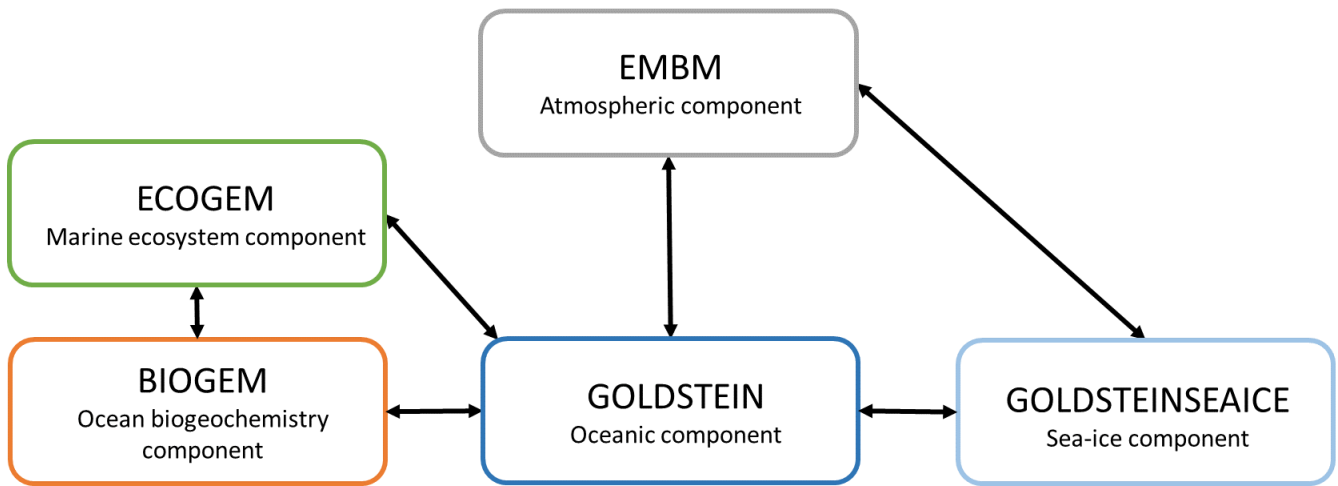 EMBM
Atmospheric component
ECOGEM
Marine ecosystem component
BIOGEM
Ocean biogeochemistry
component
GOLDSTEIN
Oceanic component
GOLDSTEINSEAICE
Sea-ice component